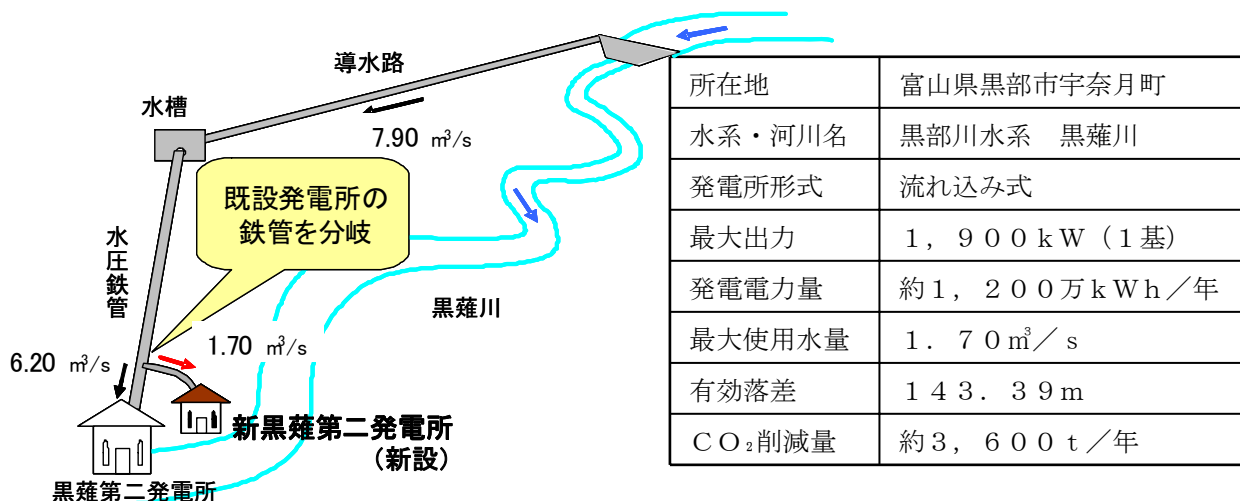 導水路
水槽
7.90 m³/s
既設発電所の
鉄管を分岐
水圧鉄管
黒薙川
1.70 m³/s
6.20 m³/s
新黒薙第二発電所
(新設)
黒薙第二発電所
所在地 富山県黒部市宇奈月町
水系・河川名 黒部川水系 黒薙川
発電所形式 流れ込み式
最大出力 1,900kW(1基)
発電電力量 約1,200万kWh/年
最大使用水量 1.70㎥/s
有効落差 143.39m
CO₂削減量 約3,600t/年